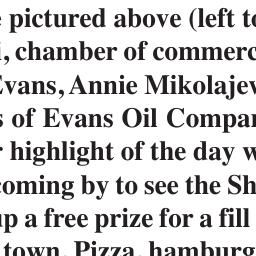 pictured above (left to
, chamber of commerc
Evans, Annie Mikolajev
s of Evans Oil Compan
highlight of the day w
coming by to see the Sh
up a free prize for a fill
town. Pizza, hamburg